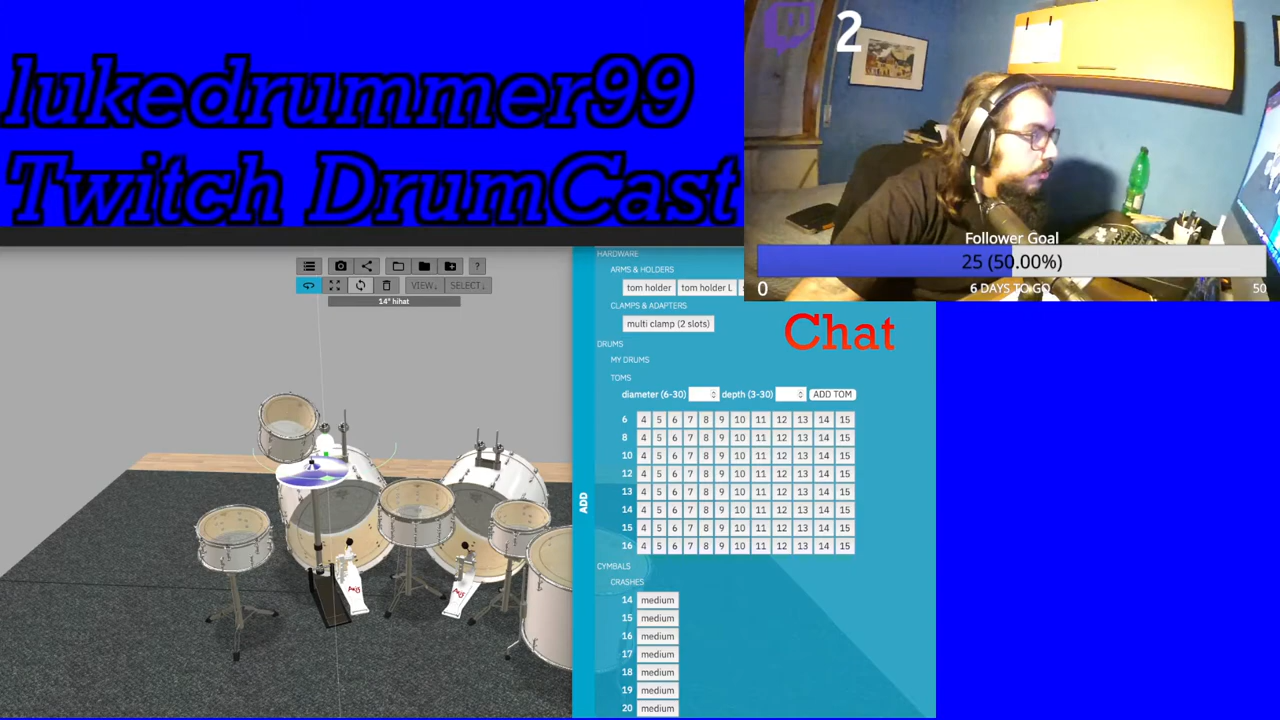 lukedrummer99
Twitch DrumCast
2
Follower Goal
25 (50.00%)
0 6 DAYS TO GO 50
Chat
?
VIEW↓ SELECT↓
14" hihat
HARDWARE
ARMS & HOLDERS
tom holder tom holder L
CLAMPS & ADAPTERS
multi clamp (2 slots)
DRUMS
MY DRUMS
TOMS
diameter (6-30) depth (3-30) ADD TOM
6 4 5 6 7 8 9 10 11 12 13 14 15
8 4 5 6 7 8 9 10 11 12 13 14 15
10 4 5 6 7 8 9 10 11 12 13 14 15
12 4 5 6 7 8 9 10 11 12 13 14 15
13 4 5 6 7 8 9 10 11 12 13 14 15
14 4 5 6 7 8 9 10 11 12 13 14 15
15 4 5 6 7 8 9 10 11 12 13 14 15
16 4 5 6 7 8 9 10 11 12 13 14 15
ADD
CYMBALS
CRASHES
14 medium
15 medium
16 medium
17 medium
18 medium
19 medium
20 medium